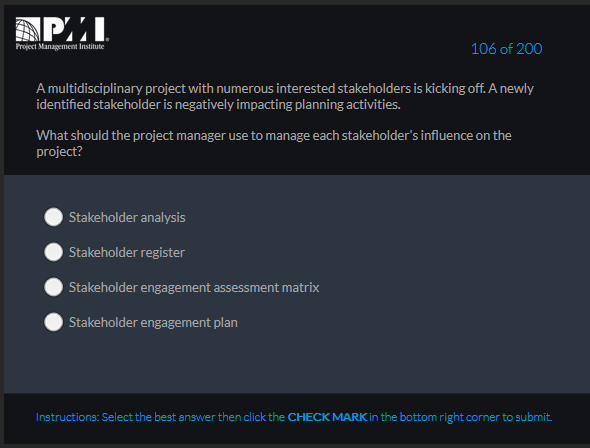 PMI
Project Management Institute
106 of 200
A multidisciplinary project with numerous interested stakeholders is kicking off. A newly
identified stakeholder is negatively impacting planning activities.
What should the project manager use to manage each stakeholder's influence on the
project?
Stakeholder analysis
Stakeholder register
Stakeholder engagement assessment matrix
Stakeholder engagement plan
Instructions: Select the best answer then click the CHECK MARK in the bottom right corner to submit.